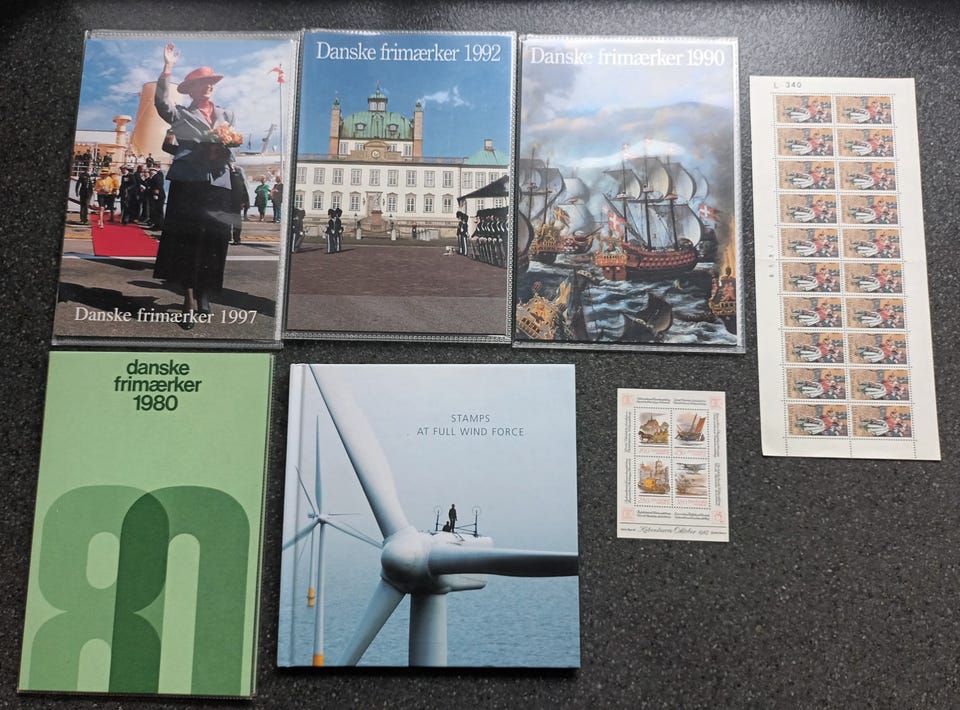 Danske frimærker 1997
Danske frimærker 1992
Danske frimærker 1990
L 340
danske
frimærker
1980
STAMPS
AT FULL WIND FORCE